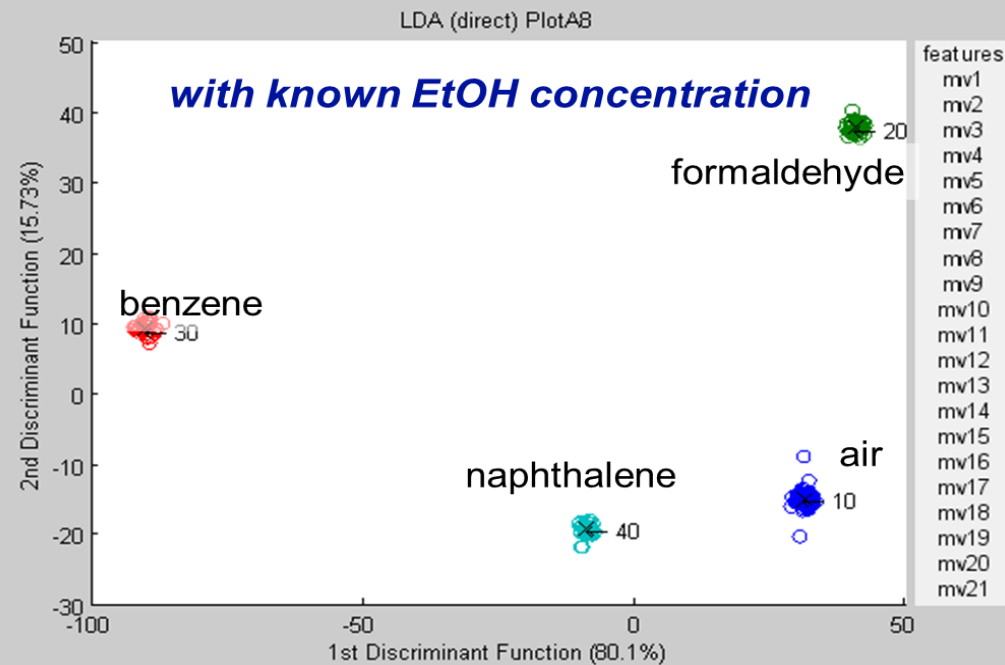 LDA (direct) PlotA8
with known EtOH concentration
50
40
30
20
10
0
-10
-20
-30
2nd Discriminant Function (15.73%)
20
formaldehyde
benzene
30
air
naphthalene
10
40
-100
-50
0
50
1st Discriminant Function (80.1%)
features
mv1
mv2
mv3
mv4
mv5
mv6
mv7
mv8
mv9
mv10
mv11
mv12
mv13
mv14
mv15
mv16
mv17
mv18
mv19
mv20
mv21